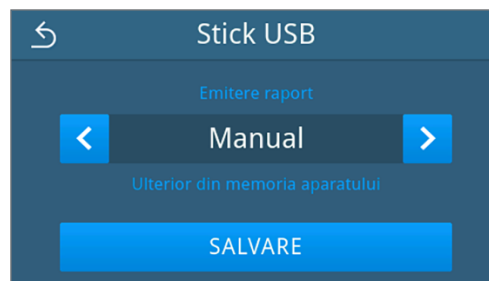 Stick USB
Emitere raport
Manual
Ulterior din memoria aparatului
SALVARE